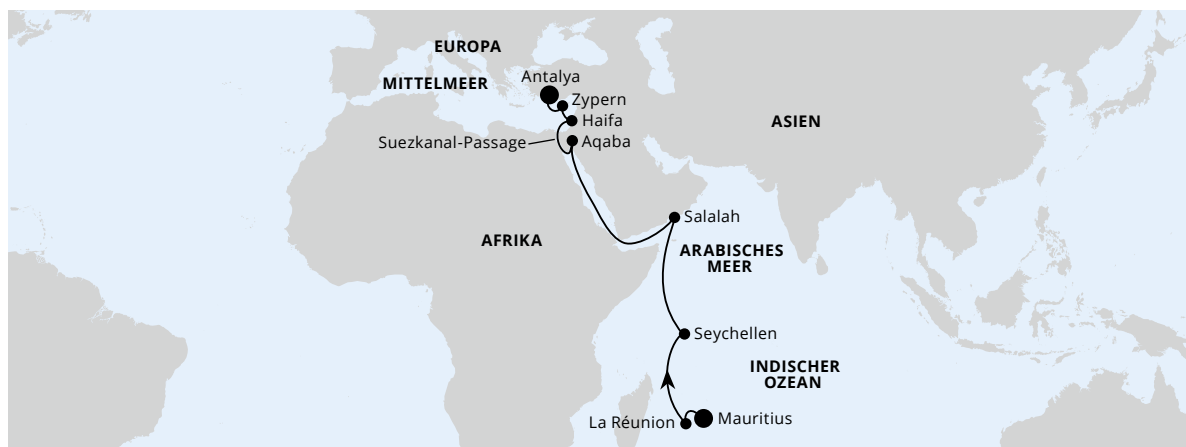 EUROPA
MITTELMEER
Antalya
Zypern
Haifa
Suezkanal-Passage
Aqaba
ASIEN
Salalah
AFRIKA
ARABISCHES
MEER
Seychellen
INDISCHER
OZEAN
La Réunion
Mauritius